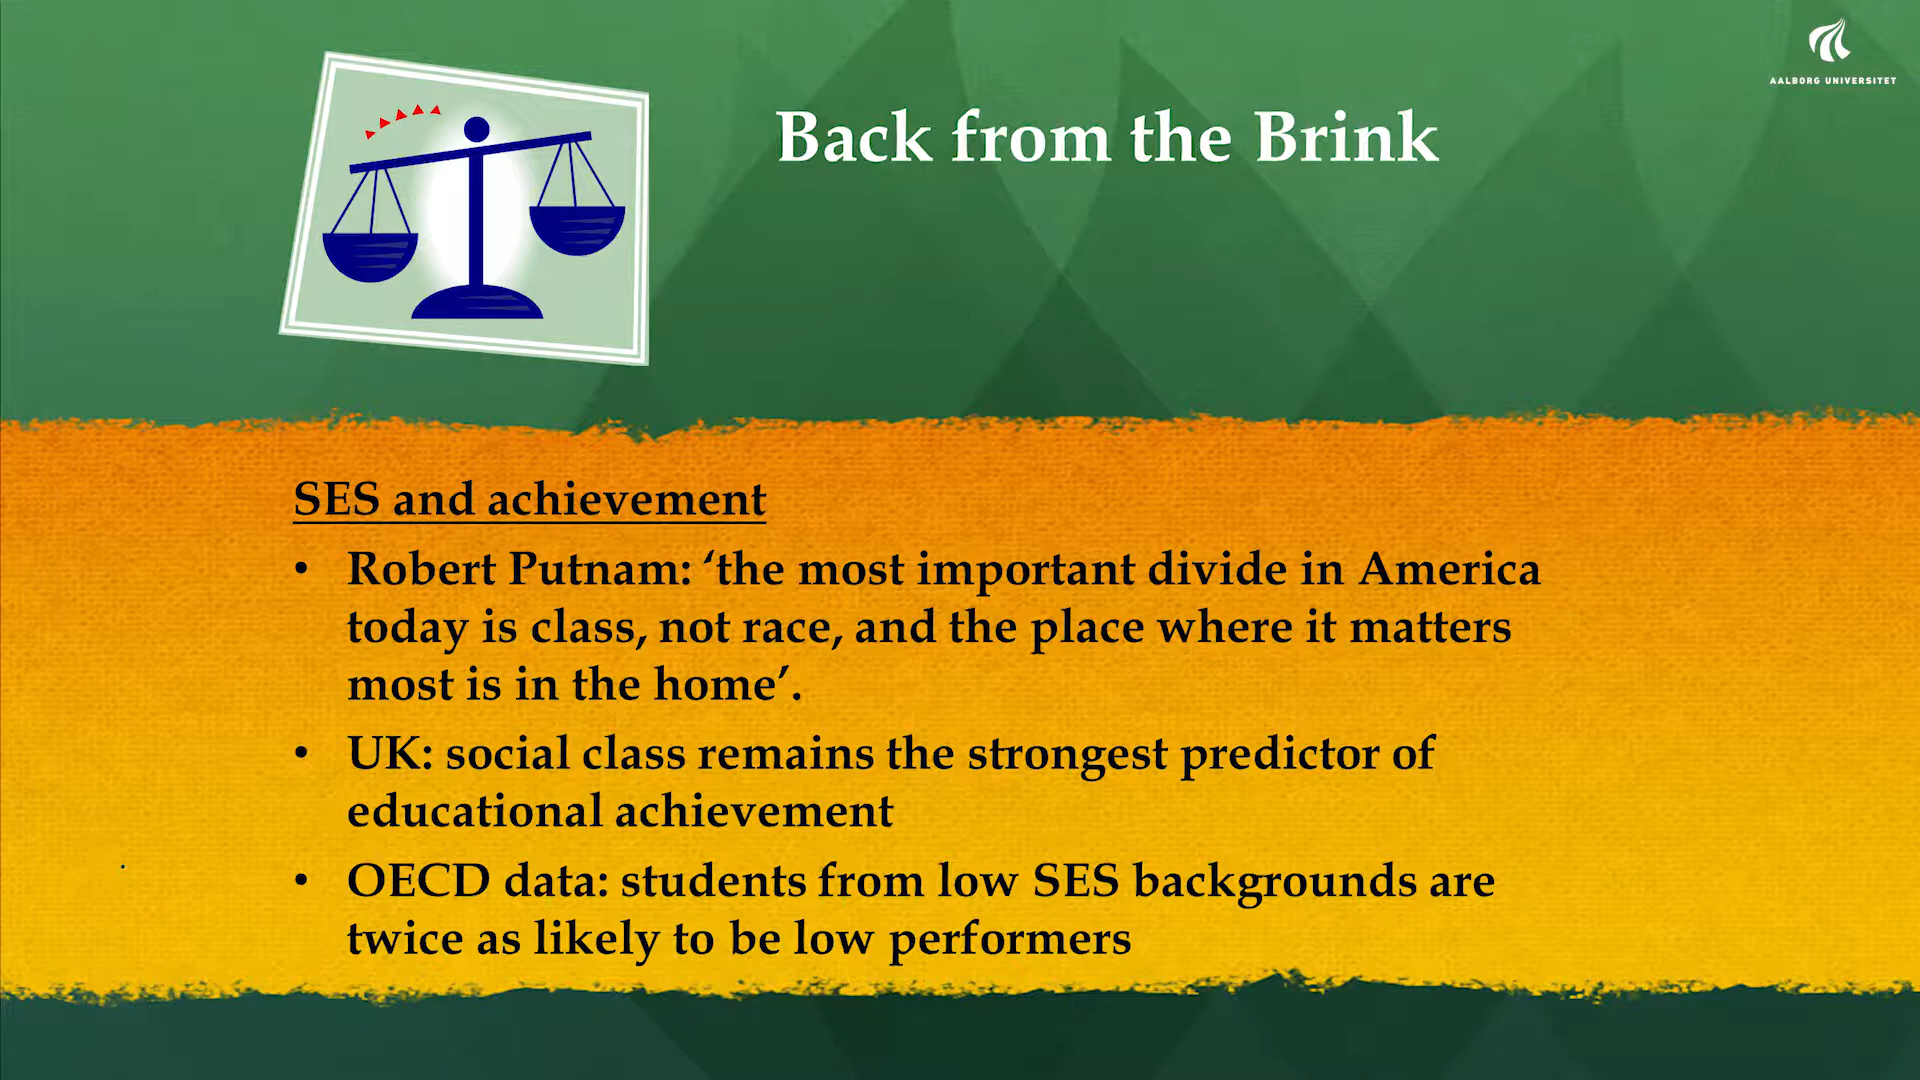 AALBORG UNIVERSITET
Back from the Brink
SES and achievement
• Robert Putnam: ‘the most important divide in America
today is class, not race, and the place where it matters
most is in the home’.
• UK: social class remains the strongest predictor of
educational achievement
• OECD data: students from low SES backgrounds are
twice as likely to be low performers